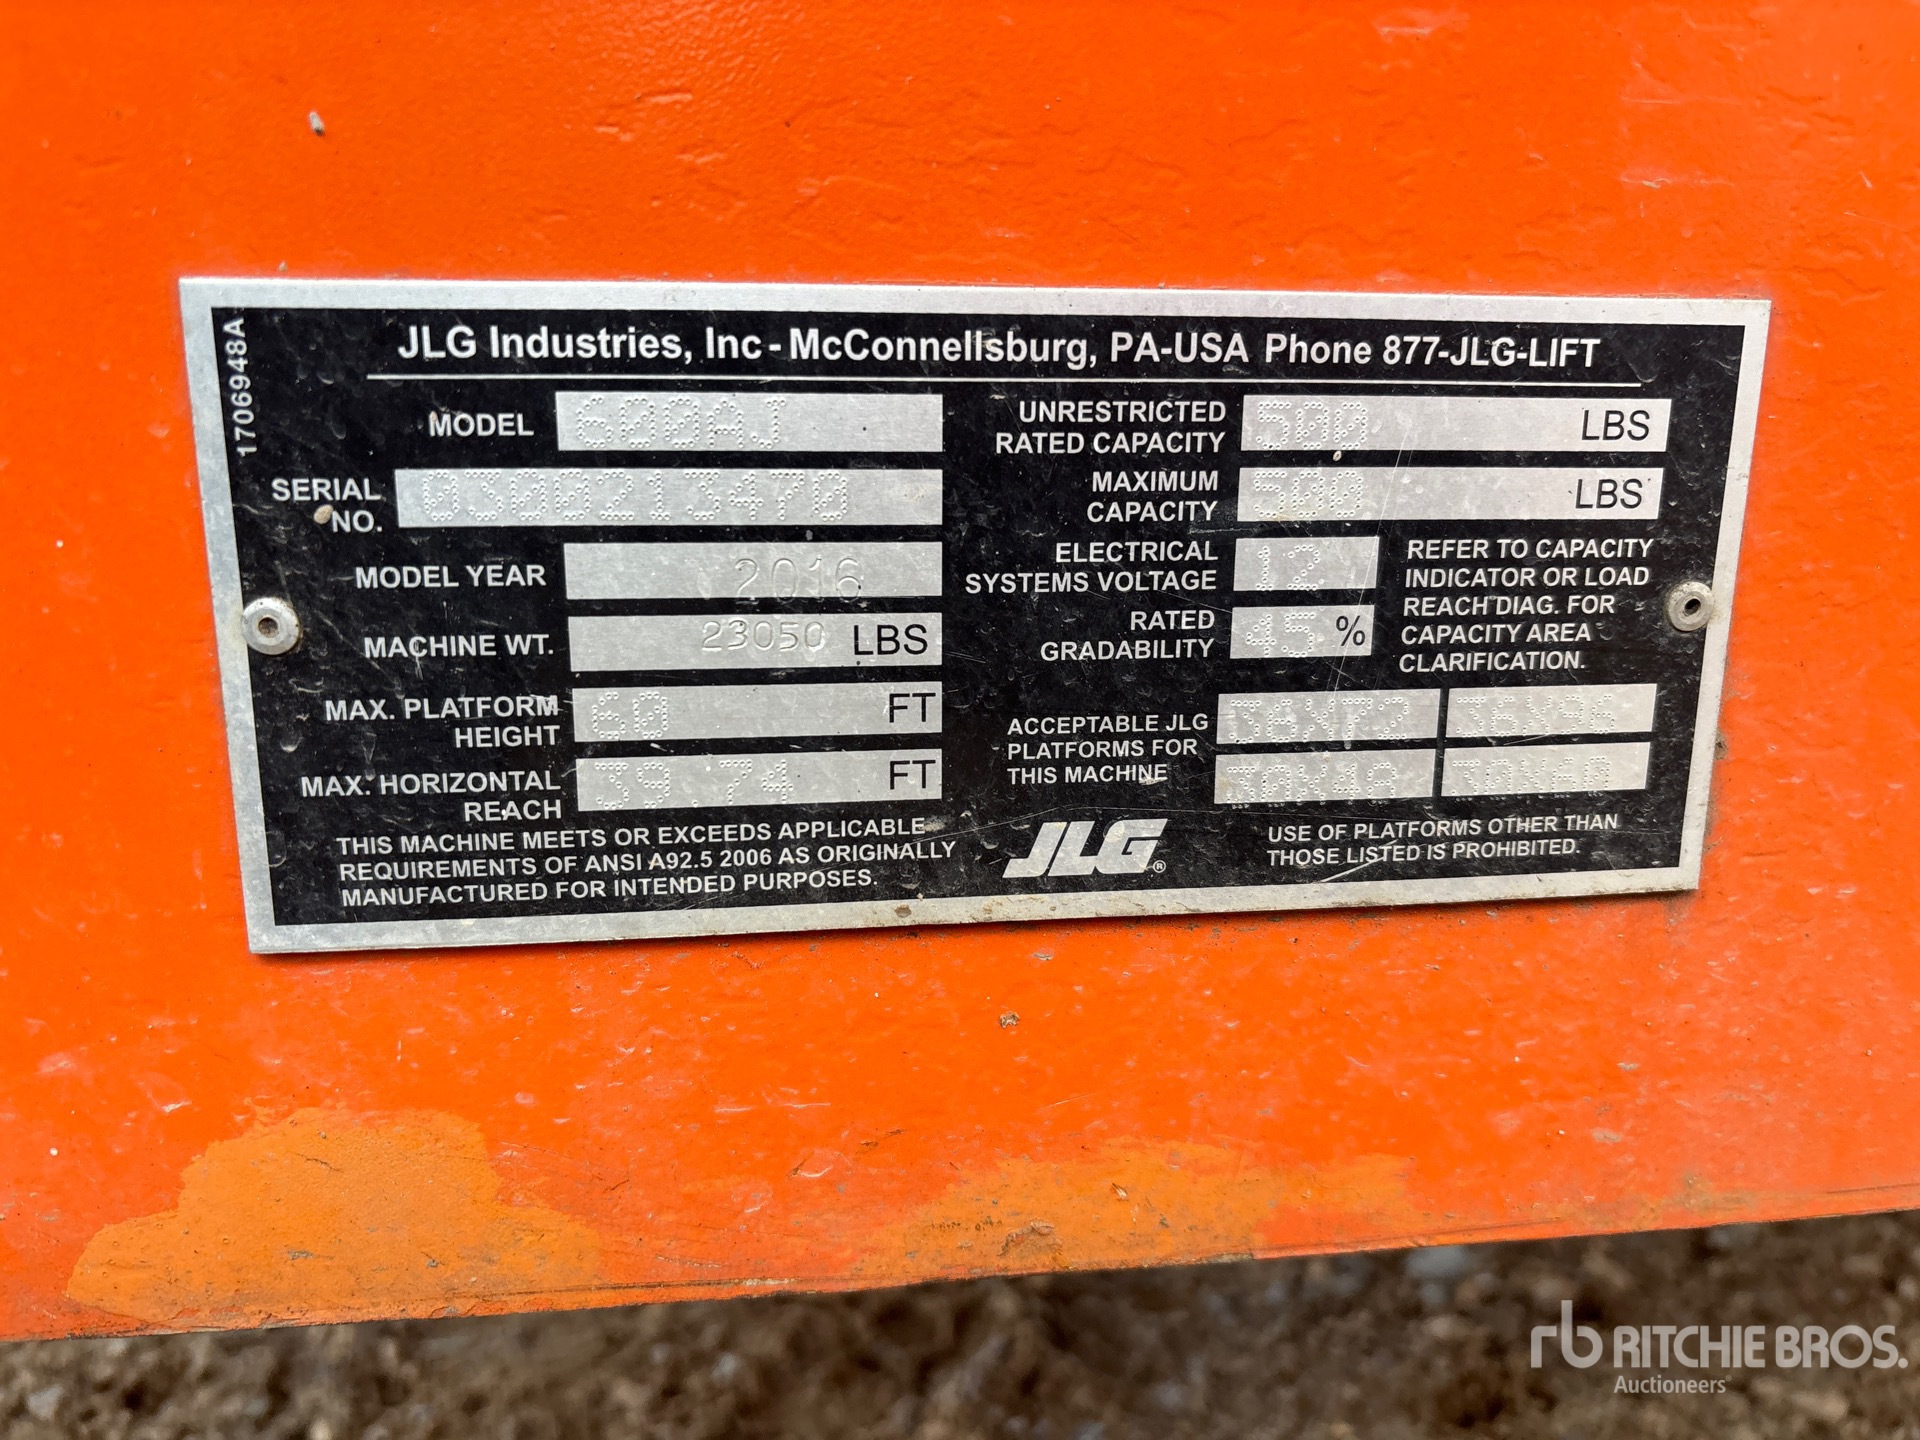 JLG Industries, Inc - McConnellsburg, PA-USA Phone 877-JLG-LIFT
1706948A
MODEL 600AJ
SERIAL NO. 0300213470
MODEL YEAR 2016
MACHINE WT. 23050 LBS
MAX. PLATFORM HEIGHT 60 FT
MAX. HORIZONTAL REACH 39.74 FT
THIS MACHINE MEETS OR EXCEEDS APPLICABLE
REQUIREMENTS OF ANSI A92.5 2006 AS ORIGINALLY
MANUFACTURED FOR INTENDED PURPOSES.
UNRESTRICTED RATED CAPACITY 500 LBS
MAXIMUM CAPACITY 500 LBS
ELECTRICAL SYSTEMS VOLTAGE 12
RATED GRADABILITY 45 %
REFER TO CAPACITY
INDICATOR OR LOAD
REACH DIAG. FOR
CAPACITY AREA
CLARIFICATION.
ACCEPTABLE JLG
PLATFORMS FOR
THIS MACHINE
36X72 36X96
30X48 30X60
JLG®
USE OF PLATFORMS OTHER THAN
THOSE LISTED IS PROHIBITED.
rb RITCHIE BROS.
Auctioneers